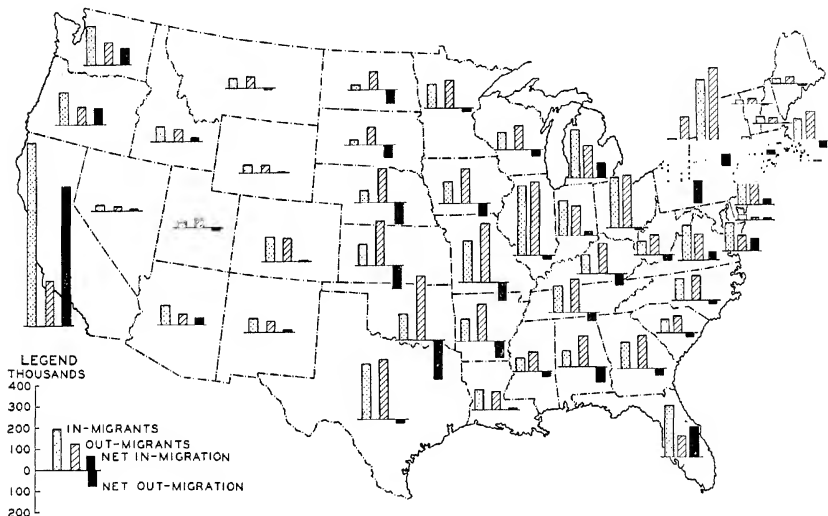 LEGEND
THOUSANDS
400
300
200
100
0
100
200
IN-MIGRANTS
OUT-MIGRANTS
NET IN-MIGRATION
NET OUT-MIGRATION